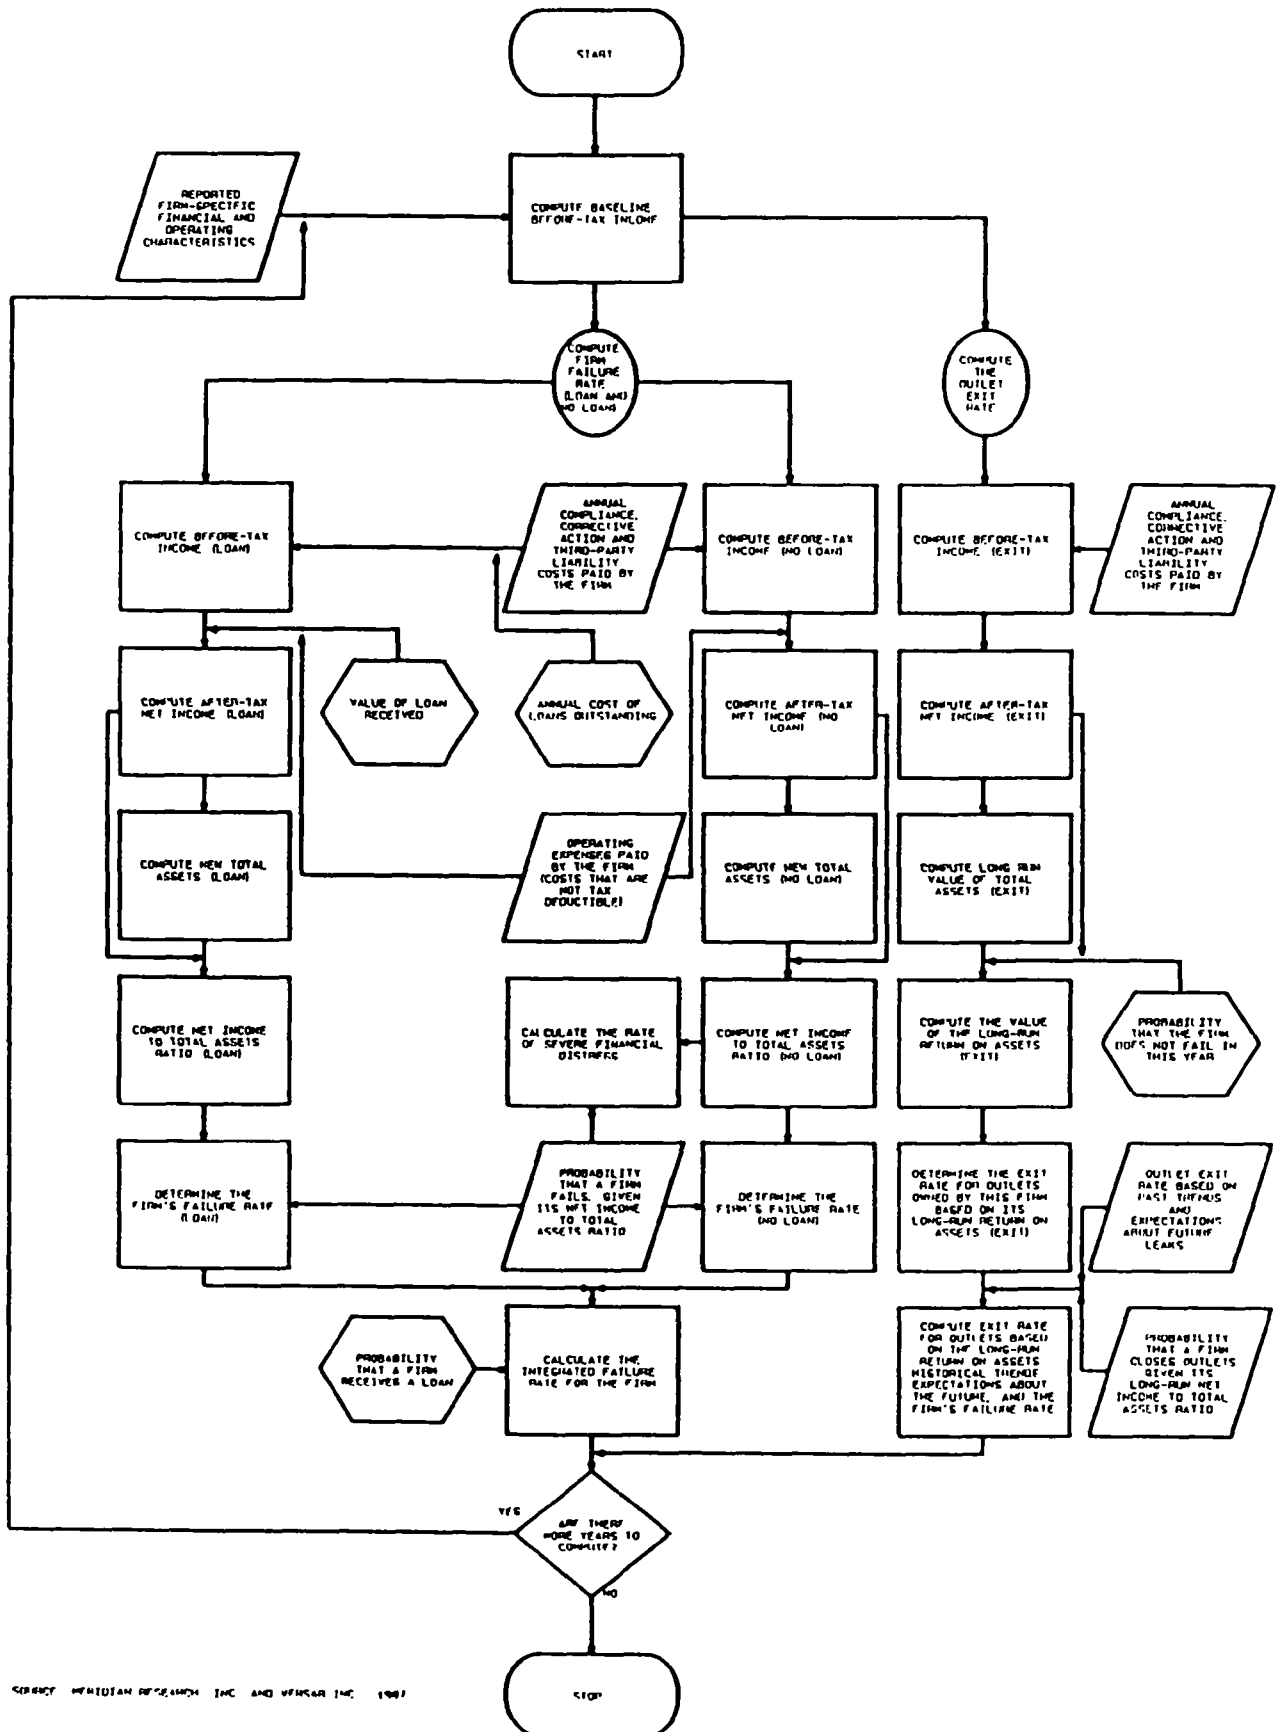 START
REPORTED
FIRM-SPECIFIC
FINANCIAL AND
OPERATING
CHARACTERISTICS
COMPUTE BASELINE
BEFORE-TAX INCOME
COMPUTE
FIRM
FAILURE
RATE
(LOAN AND
NO LOAN)
COMPUTE
THE
OUTLET
EXIT
RATE
COMPUTE BEFORE-TAX
INCOME (LOAN)
ANNUAL
COMPLIANCE,
CORRECTIVE
ACTION AND
THIRD-PARTY
LIABILITY
COSTS PAID BY
THE FIRM
COMPUTE BEFORE-TAX
INCOME (NO LOAN)
COMPUTE BEFORE-TAX
INCOME (EXIT)
ANNUAL
COMPLIANCE,
CORRECTIVE
ACTION AND
THIRD-PARTY
LIABILITY
COSTS PAID BY
THE FIRM
COMPUTE AFTER-TAX
NET INCOME (LOAN)
VALUE OF LOAN
RECEIVED
ANNUAL COST OF
LOANS OUTSTANDING
COMPUTE AFTER-TAX
NET INCOME (NO
LOAN)
COMPUTE AFTER-TAX
NET INCOME (EXIT)
COMPUTE NEW TOTAL
ASSETS (LOAN)
OPERATING
EXPENSES PAID
BY THE FIRM
(COSTS THAT ARE
NOT TAX
DEDUCTIBLE)
COMPUTE NEW TOTAL
ASSETS (NO LOAN)
COMPUTE LONG RUN
VALUE OF TOTAL
ASSETS (EXIT)
COMPUTE NET INCOME
TO TOTAL ASSETS
RATIO (LOAN)
CALCULATE THE RATE
OF SEVERE FINANCIAL
DISTRESS
COMPUTE NET INCOME
TO TOTAL ASSETS
RATIO (NO LOAN)
COMPUTE THE VALUE
OF THE LONG-RUN
RETURN ON ASSETS
(EXIT)
PROBABILITY
THAT THE FIRM
DOES NOT FAIL IN
THIS YEAR
DETERMINE THE
FIRM'S FAILURE RATE
(LOAN)
PROBABILITY
THAT A FIRM
FAILS, GIVEN
ITS NET INCOME
TO TOTAL
ASSETS RATIO
DETERMINE THE
FIRM'S FAILURE RATE
(NO LOAN)
DETERMINE THE EXIT
RATE FOR OUTLETS
OWNED BY THIS FIRM
BASED ON ITS
LONG-RUN RETURN ON
ASSETS (EXIT)
OUTLET EXIT
RATE BASED ON
PAST TRENDS
AND
EXPECTATIONS
ABOUT FUTURE
LEAKS
PROBABILITY
THAT A FIRM
RECEIVES A LOAN
CALCULATE THE
INTEGRATED FAILURE
RATE FOR THE FIRM
COMPUTE EXIT RATE
FOR OUTLETS BASED
ON THE LONG-RUN
RETURN ON ASSETS
HISTORICAL TRENDS
EXPECTATIONS ABOUT
THE FUTURE, AND THE
FIRM'S FAILURE RATE
PROBABILITY
THAT A FIRM
CLOSES OUTLETS
GIVEN ITS
LONG-RUN NET
INCOME TO TOTAL
ASSETS RATIO
YES
ARE THERE
MORE YEARS TO
COMPUTE?
NO
STOP
SOURCE MERIDIAN RESEARCH INC AND VERSAR INC 1987